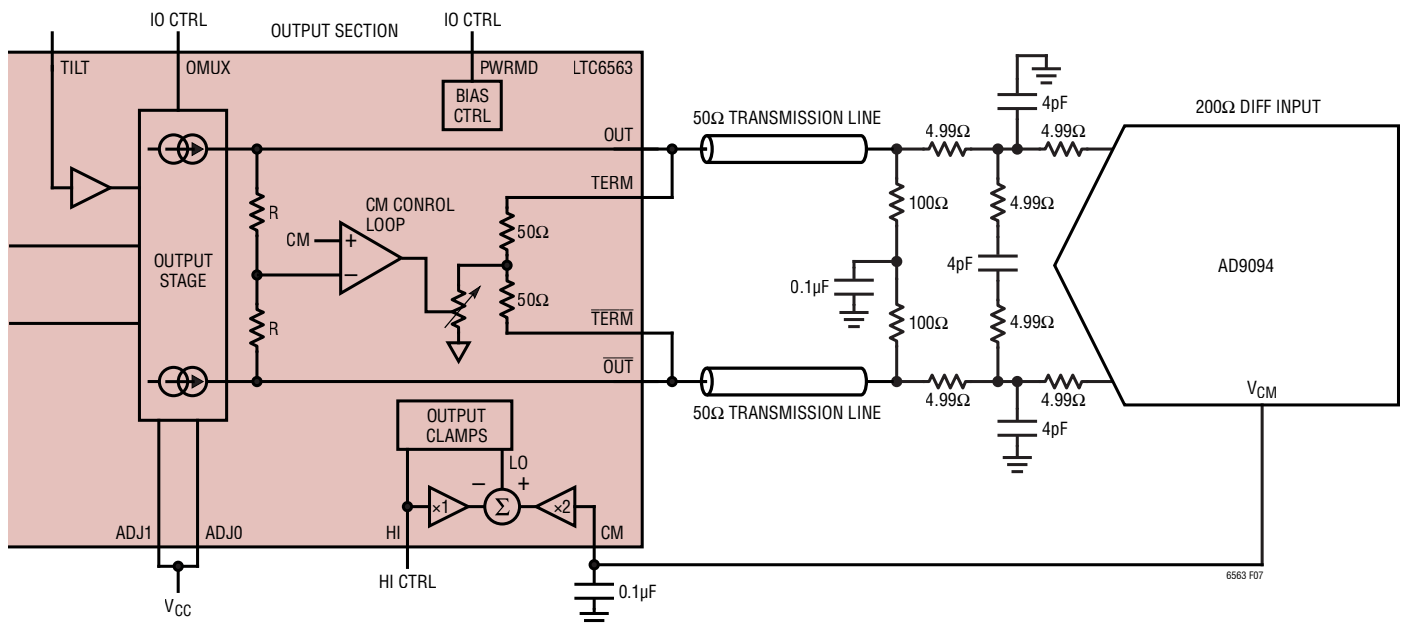 IO CTRL
OUTPUT SECTION
IO CTRL
TILT
OMUX
PWRMD
LTC6563
BIAS
CTRL
4pF
200Ω DIFF INPUT
50Ω TRANSMISSION LINE
4.99Ω
4.99Ω
OUT
TERM
R
CM CONROL
LOOP
CM
+
−
50Ω
100Ω
4.99Ω
OUTPUT
STAGE
4pF
AD9094
0.1µF
50Ω
R
TERM
100Ω
4.99Ω
OUT
50Ω TRANSMISSION LINE
4.99Ω
4.99Ω
VCM
4pF
OUTPUT
CLAMPS
LO
−
+
×1
Σ
×2
ADJ1
ADJ0
HI
CM
HI CTRL
VCC
0.1µF
6563 F07